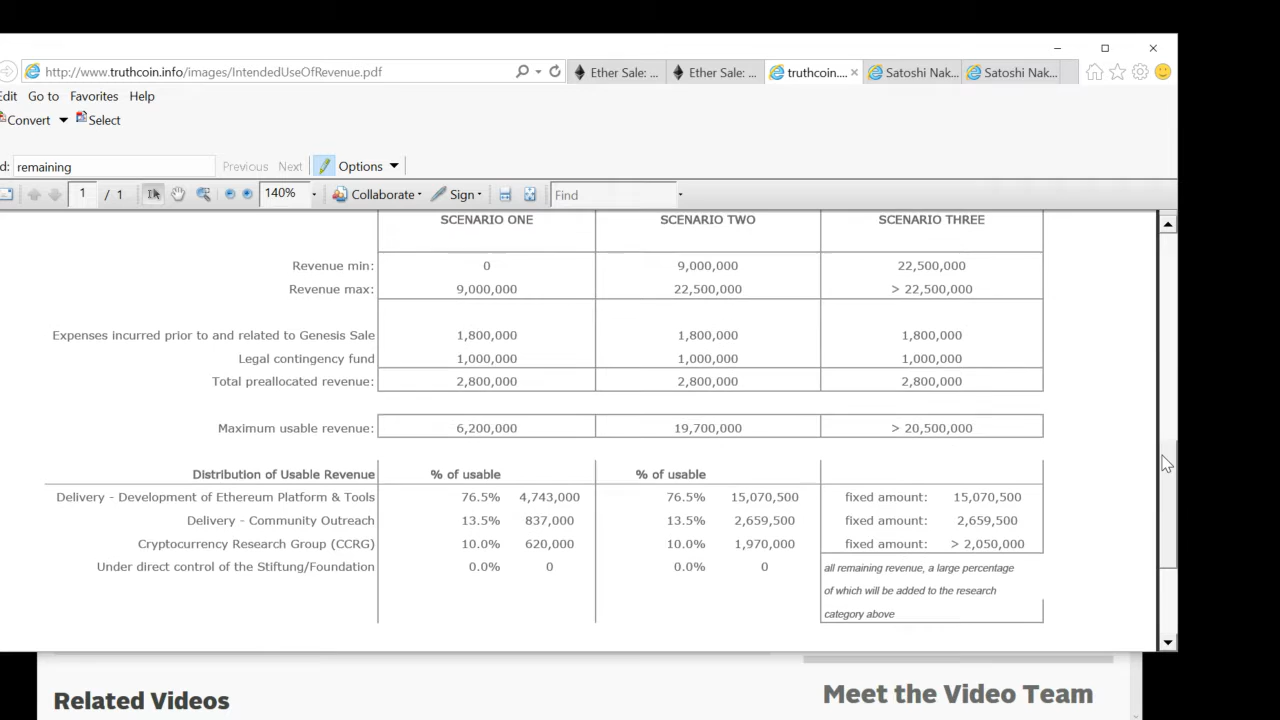 http://www.truthcoin.info/images/IntendedUseOfRevenue.pdf
Ether Sale: ...
Ether Sale: ...
truthcoin....
Satoshi Nak...
Satoshi Nak...
Edit Go to Favorites Help
Convert Select
d: remaining Previous Next Options
1 / 1 140% Collaborate Sign Find
SCENARIO ONE SCENARIO TWO SCENARIO THREE
Revenue min: 0 9,000,000 22,500,000
Revenue max: 9,000,000 22,500,000 > 22,500,000
Expenses incurred prior to and related to Genesis Sale 1,800,000 1,800,000 1,800,000
Legal contingency fund 1,000,000 1,000,000 1,000,000
Total preallocated revenue: 2,800,000 2,800,000 2,800,000
Maximum usable revenue: 6,200,000 19,700,000 > 20,500,000
Distribution of Usable Revenue % of usable % of usable
Delivery - Development of Ethereum Platform & Tools 76.5% 4,743,000 76.5% 15,070,500 fixed amount: 15,070,500
Delivery - Community Outreach 13.5% 837,000 13.5% 2,659,500 fixed amount: 2,659,500
Cryptocurrency Research Group (CCRG) 10.0% 620,000 10.0% 1,970,000 fixed amount: > 2,050,000
Under direct control of the Stiftung/Foundation 0.0% 0 0.0% 0 all remaining revenue, a large percentage
of which will be added to the research
category above
Related Videos Meet the Video Team